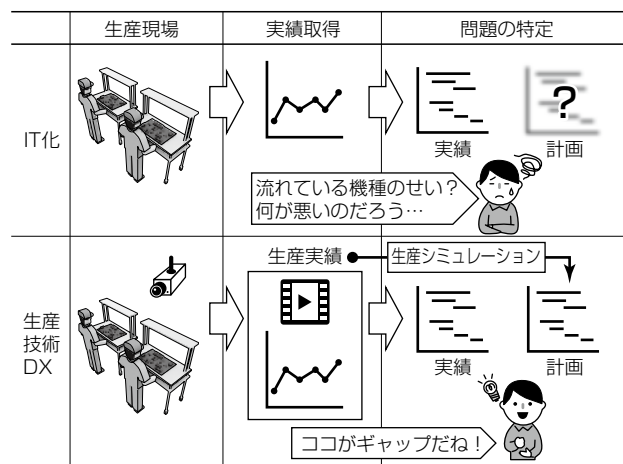 生産現場
実績取得
問題の特定
IT化
?
実績
計画
流れている機種のせい？
何が悪いのだろう…
生産
技術
DX
生産実績
生産シミュレーション
実績
計画
ココがギャップだね！